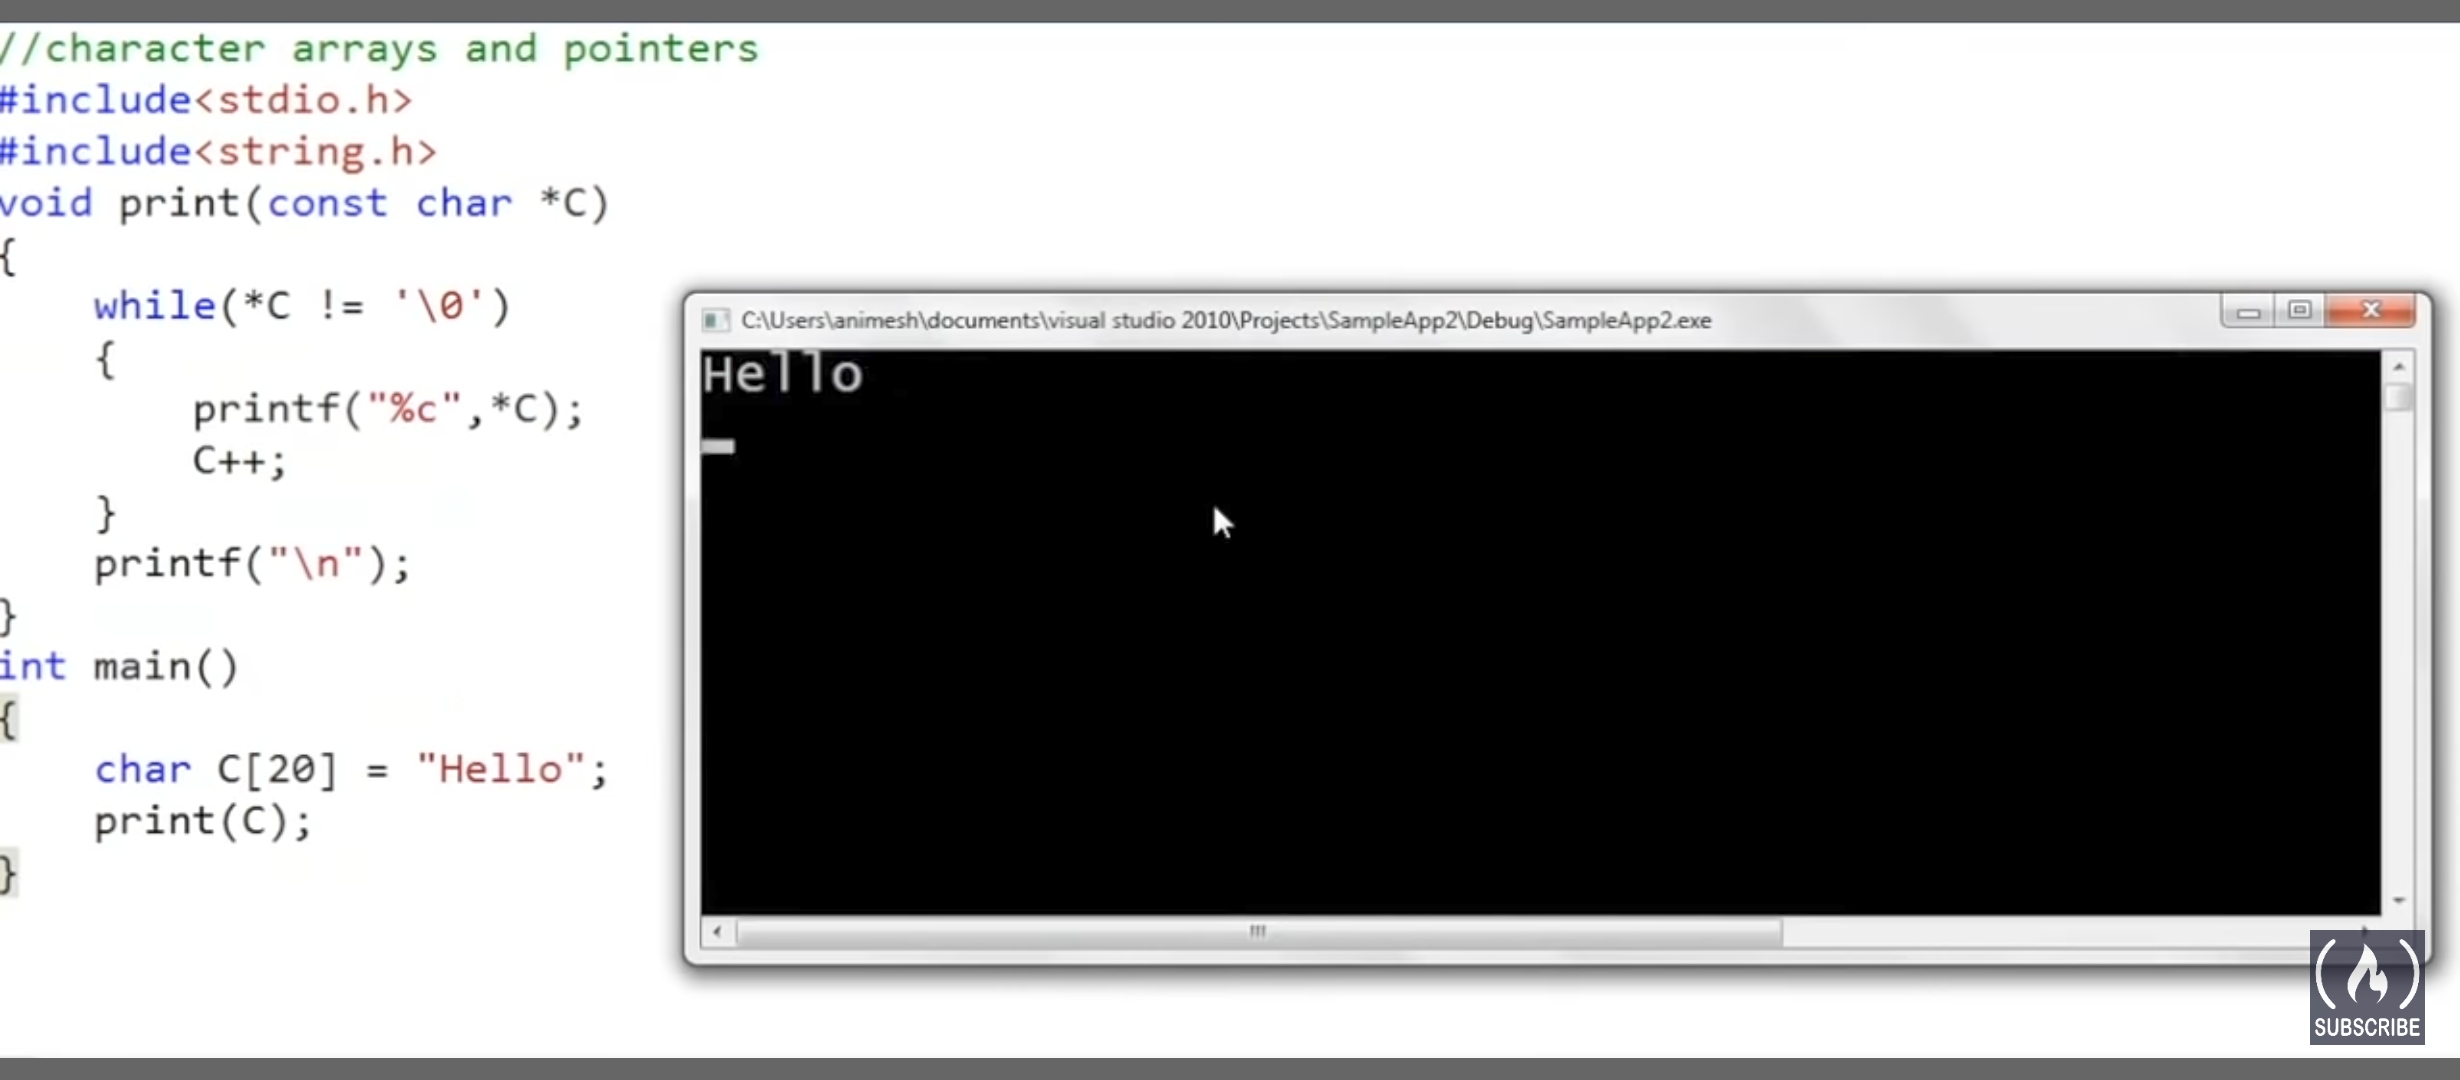 //character arrays and pointers
#include<stdio.h>
#include<string.h>
void print(const char *C)
{
while(*C != '\0')
{
printf("%c",*C);
C++;
}
printf("\n");
}
int main()
{
char C[20] = "Hello";
print(C);
}
C:\Users\animesh\documents\visual studio 2010\Projects\SampleApp2\Debug\SampleApp2.exe
Hello
SUBSCRIBE